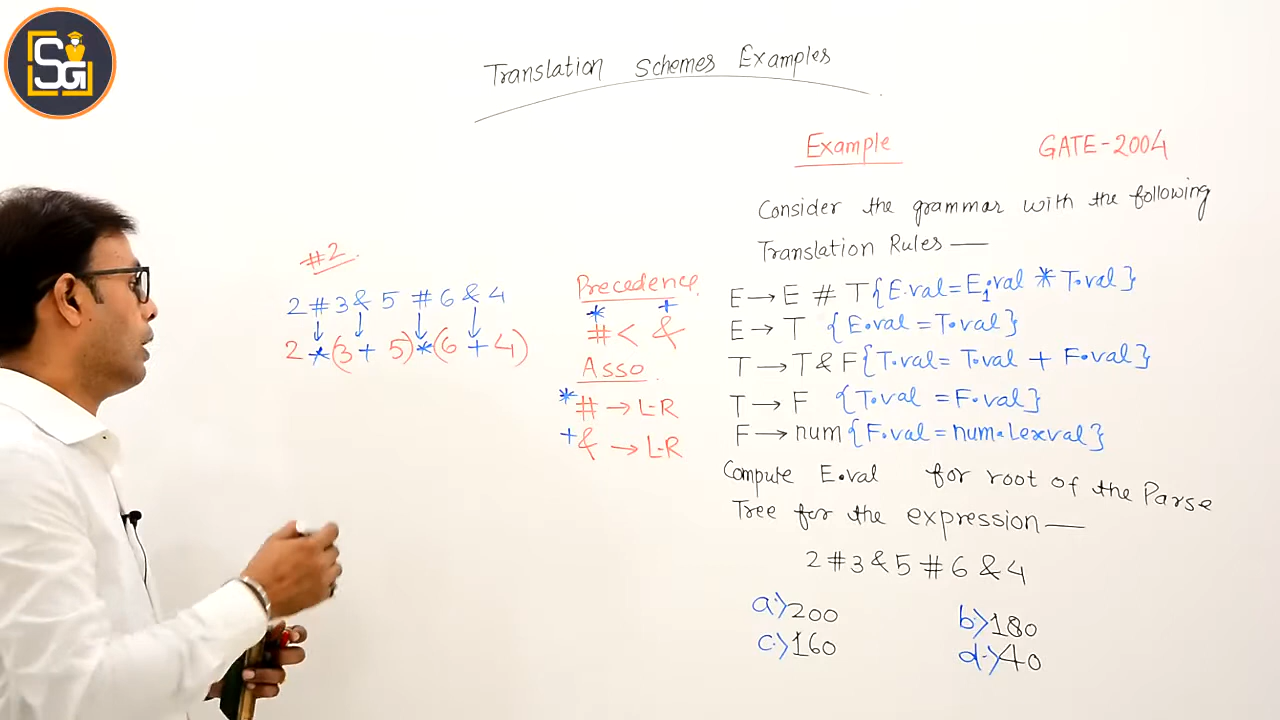 SG
Translation Schemes Examples
Example GATE-2004
Consider the grammar with the following
Translation Rules —
E → E # T {E.val = E1.val * T.val}
E → T {E.val = T.val}
T → T & F {T.val = T.val + F.val}
T → F {T.val = F.val}
F → num {F.val = num.Lexval}
Compute E.val for root of the Parse
Tree for the expression —
2 # 3 & 5 # 6 & 4
a> 200 b.> 180
c.> 160 d.> 40
Precedence
* +
# < &
Asso.
* # → L-R
+ & → L-R
#2.
2 # 3 & 5 # 6 & 4
↓ ↓ ↓ ↓
2 * (3 + 5) * (6 + 4)